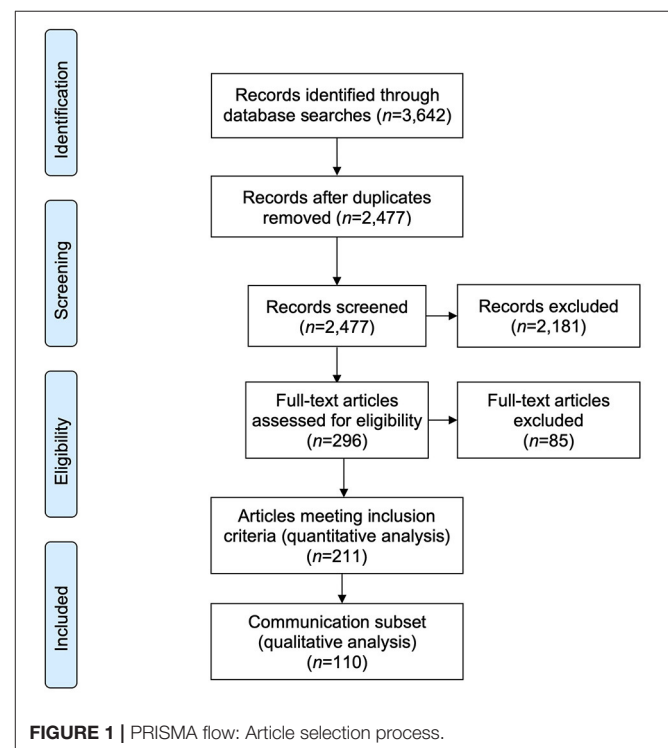 Identification
Records identified through
database searches (n=3,642)
Records after duplicates
removed (n=2,477)
Screening
Records screened
(n=2,477)
Records excluded
(n=2,181)
Eligibility
Full-text articles
assessed for eligibility
(n=296)
Full-text articles
excluded
(n=85)
Articles meeting inclusion
criteria (quantitative analysis)
(n=211)
Included
Communication subset
(qualitative analysis)
(n=110)
FIGURE 1 | PRISMA flow: Article selection process.